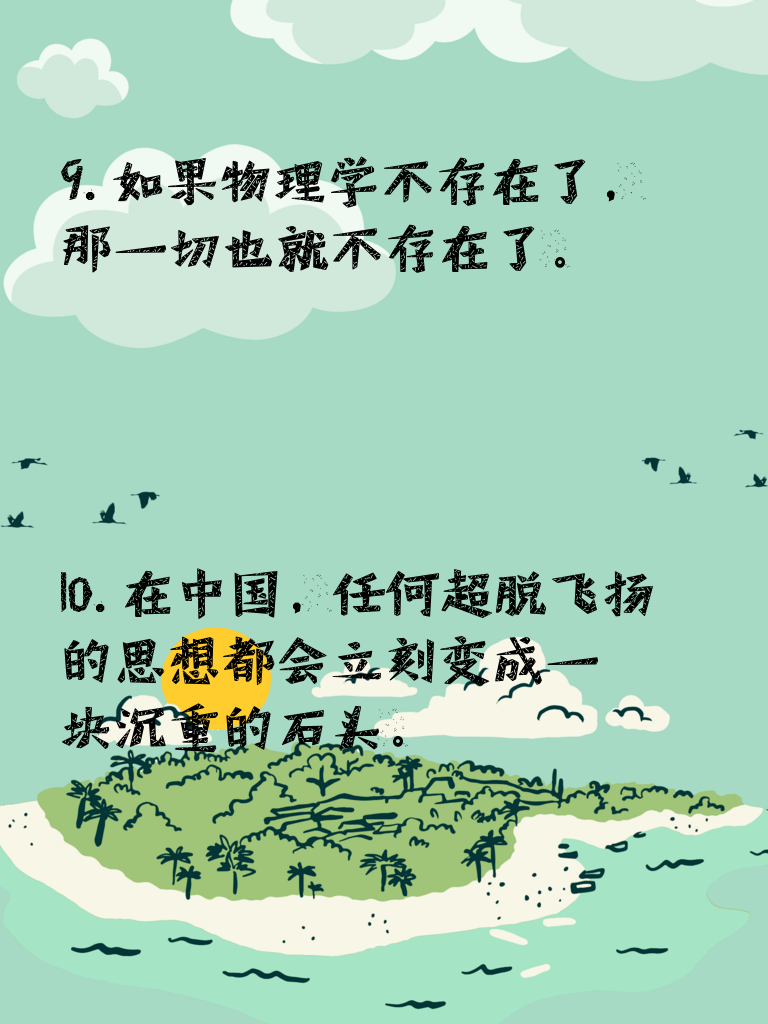 9.如果物理学不存在了，
那一切也就不存在了。
10.在中国，任何超脱飞扬
的思想都会立刻变成一
块沉重的石头。